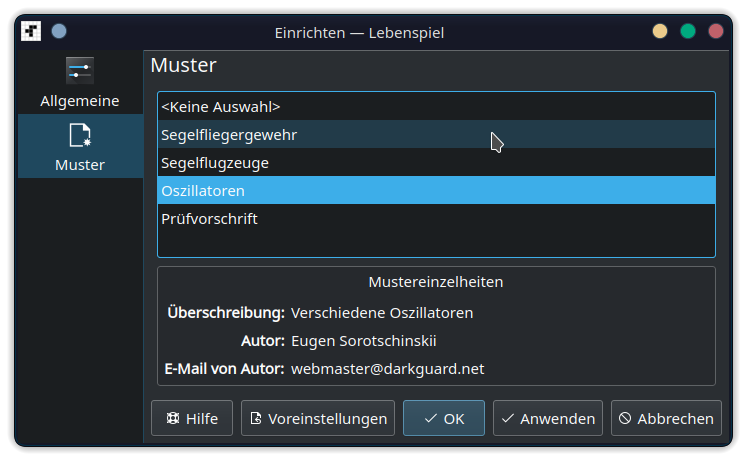 Einrichten — Lebenspiel
Allgemeine
Muster
Muster
<Keine Auswahl>
Segelfliegergewehr
Segelflugzeuge
Oszillatoren
Prüfvorschrift
Mustereinzelheiten
Überschreibung: Verschiedene Oszillatoren
Autor: Eugen Sorotschinskii
E-Mail von Autor: webmaster@darkguard.net
Hilfe Voreinstellungen OK Anwenden Abbrechen